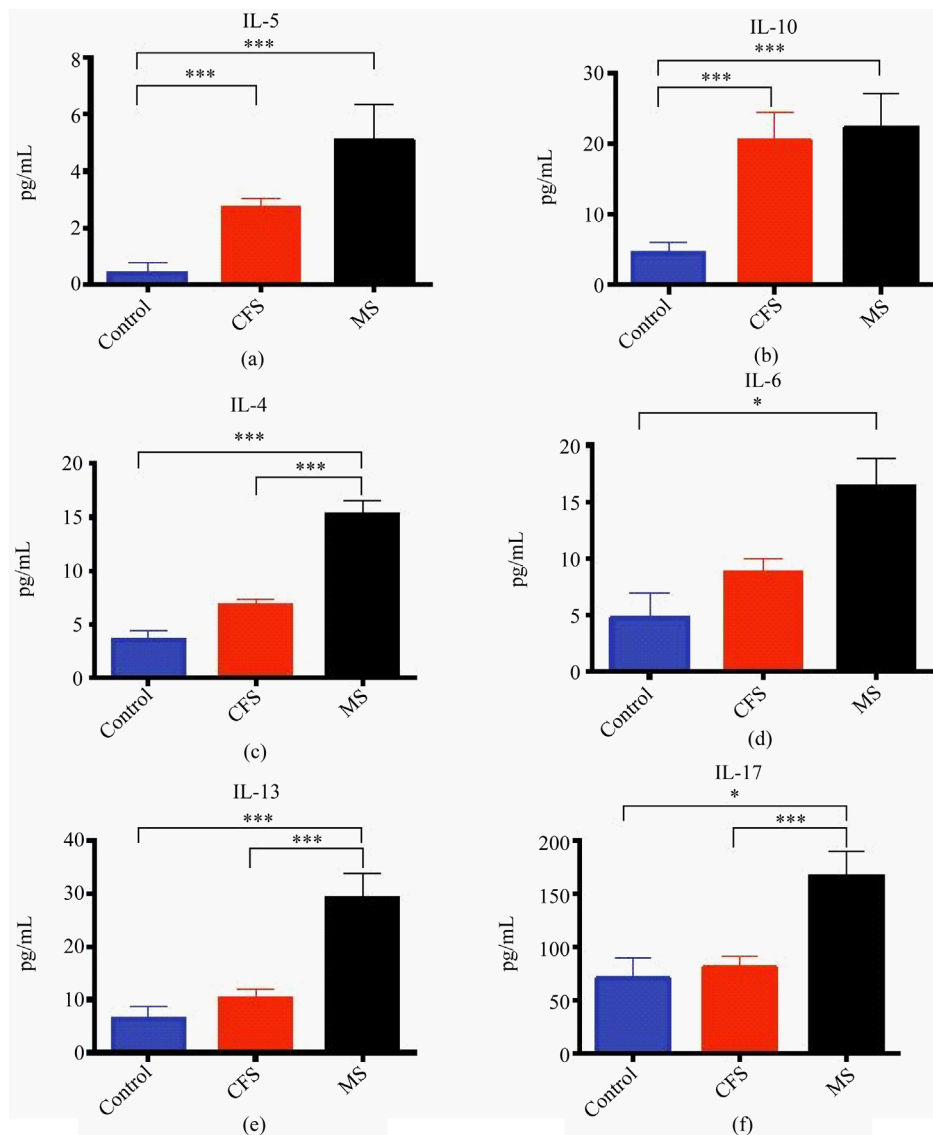 IL-5
***
***
8
6
4
2
0
pg/mL
Control
CFS
MS
(a)
IL-10
***
***
30
20
10
0
pg/mL
Control
CFS
MS
(b)
IL-4
***
***
20
15
10
5
0
pg/mL
Control
CFS
MS
(c)
IL-6
*
20
15
10
5
0
pg/mL
Control
CFS
MS
(d)
IL-13
***
***
40
30
20
10
0
pg/mL
Control
CFS
MS
(e)
IL-17
*
***
200
150
100
50
0
pg/mL
Control
CFS
MS
(f)